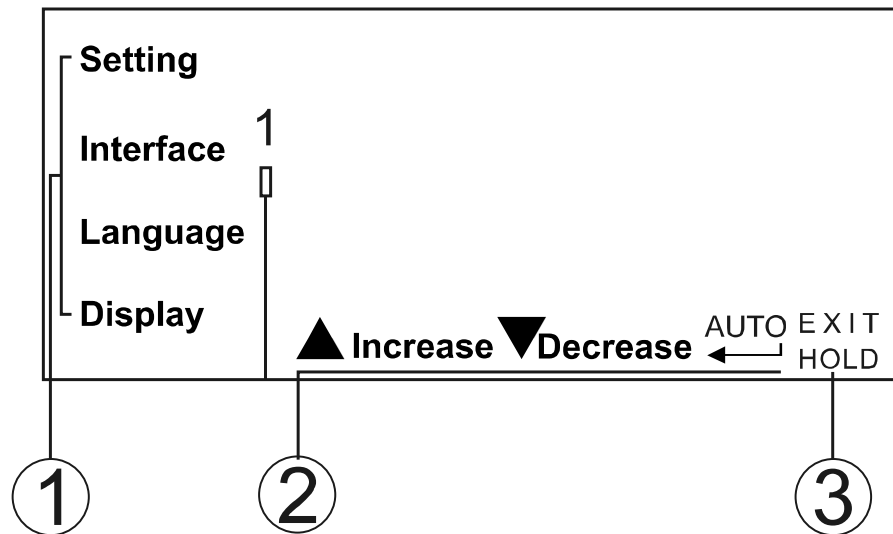 Setting
1
Interface
Language
Display
▲ Increase ▼ Decrease
AUTO EXIT
HOLD
1 2 3